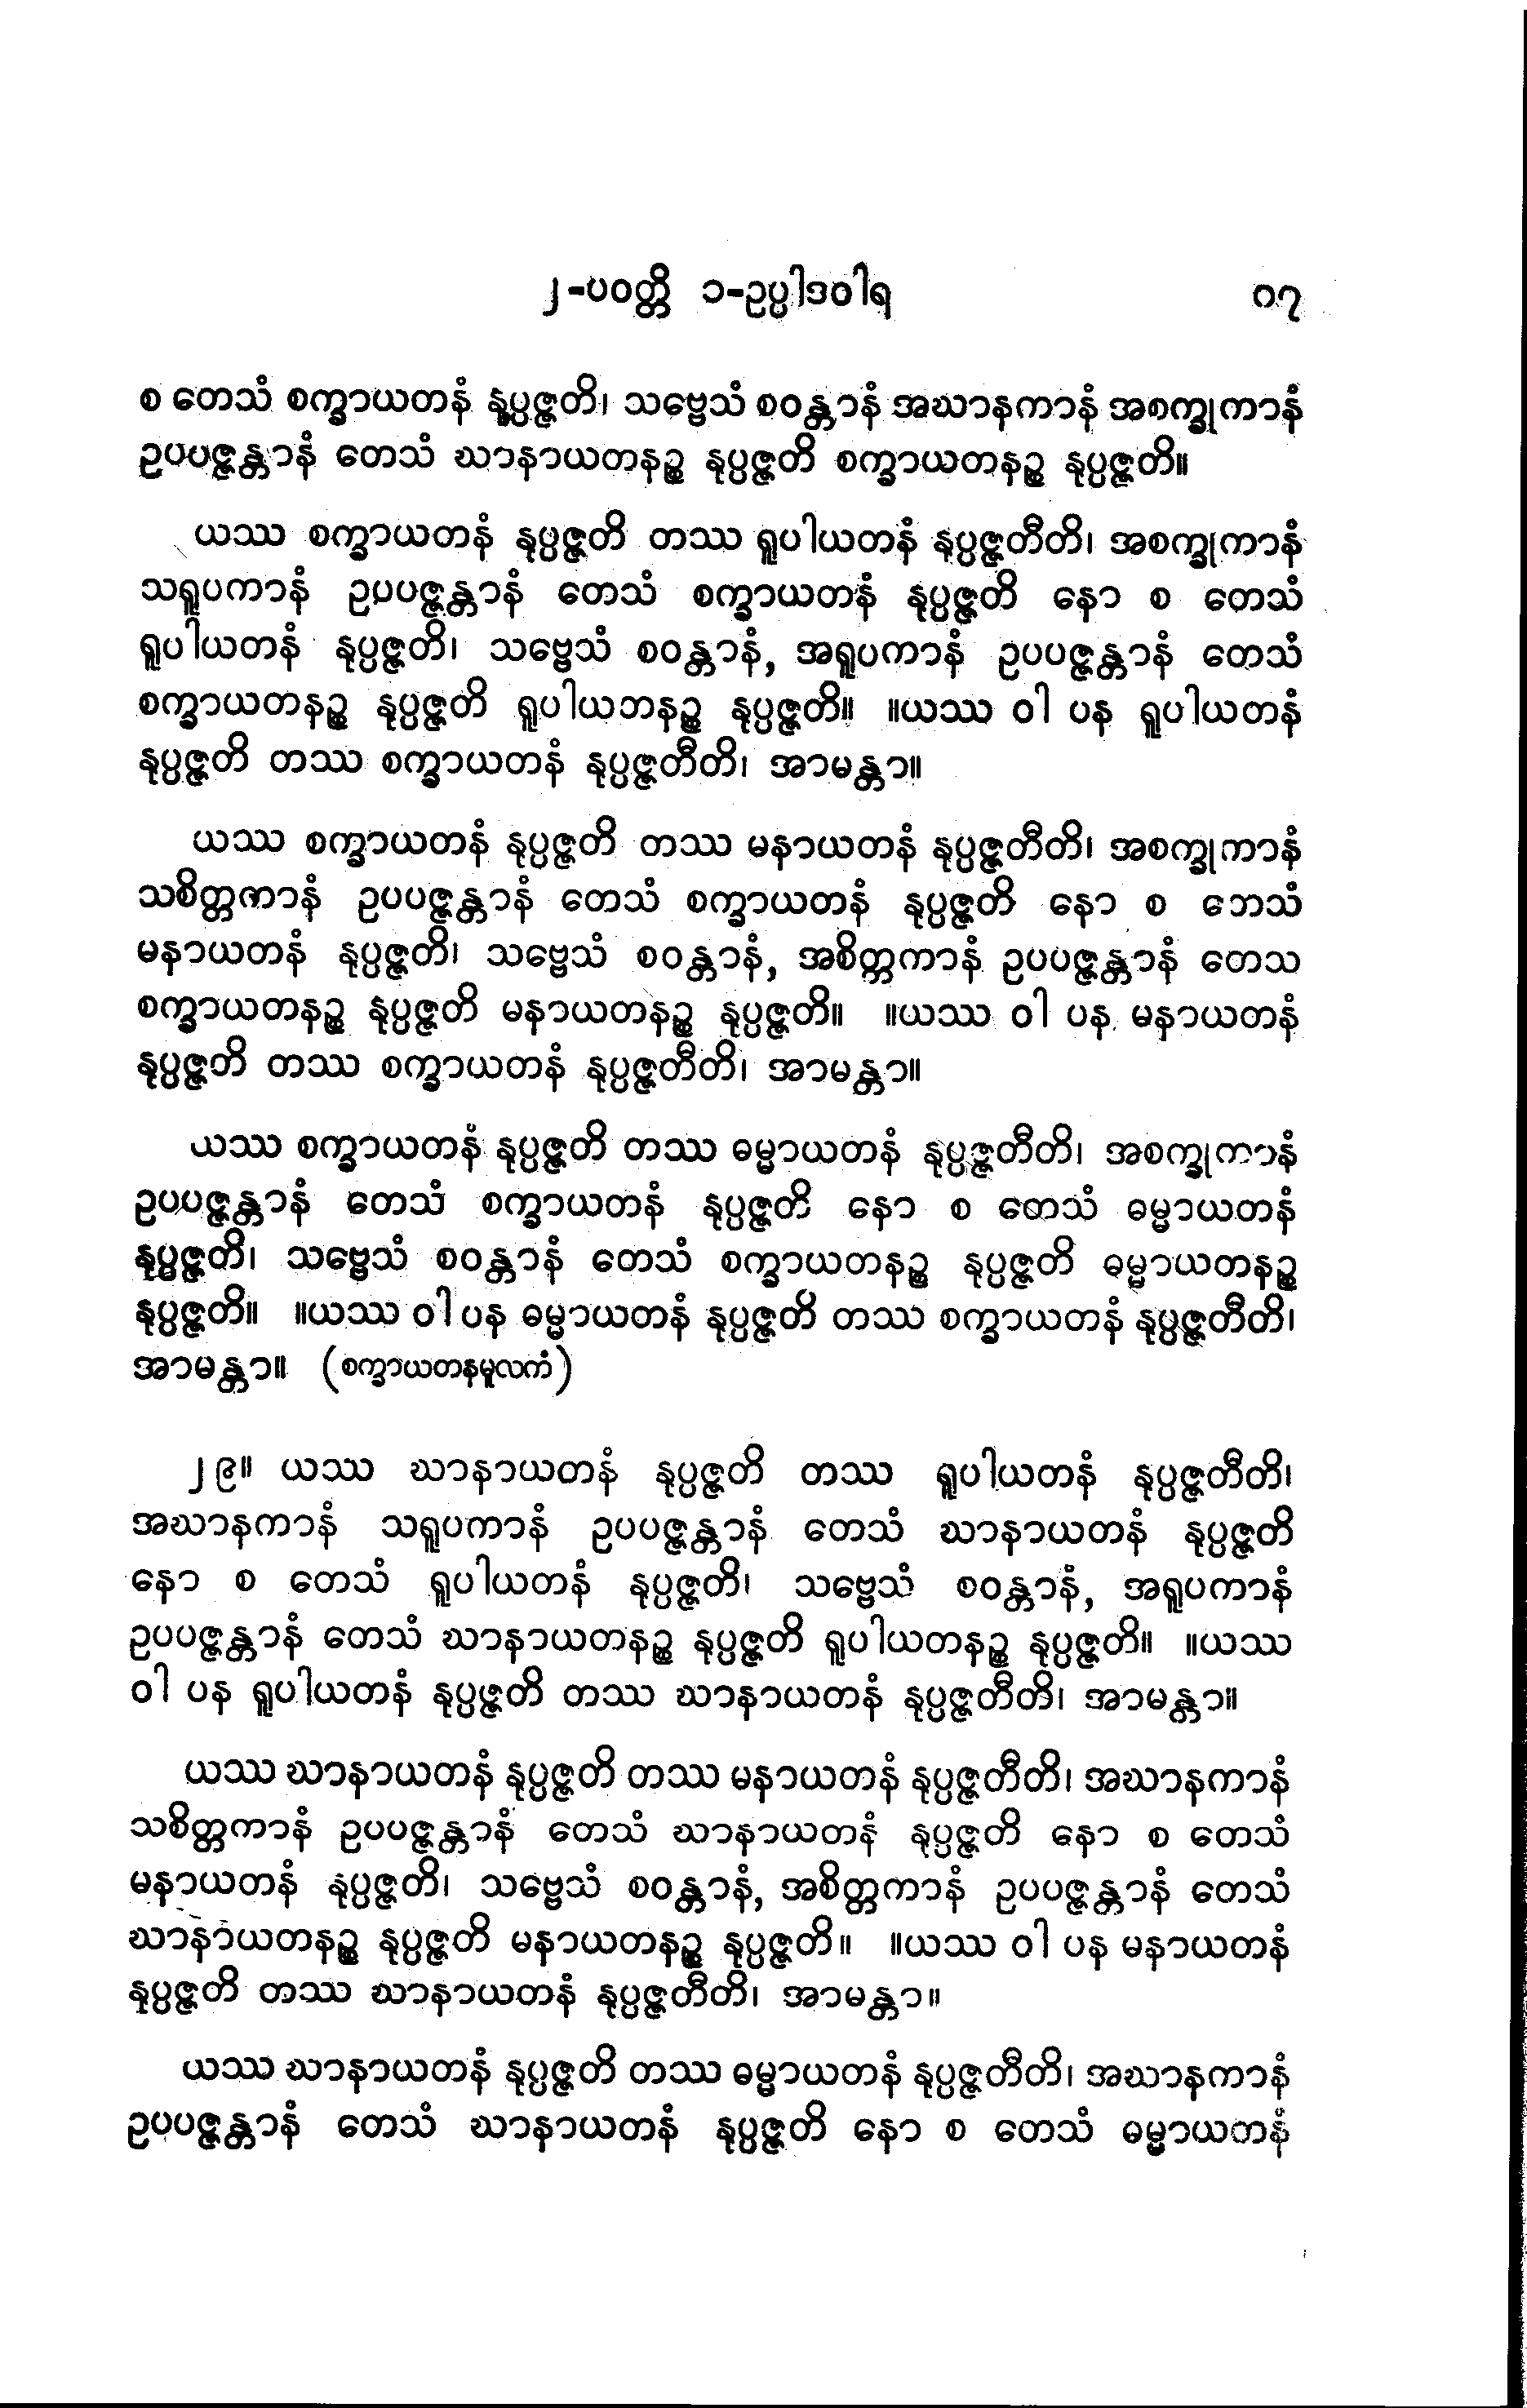 ၂-ပဝတ္တိ ၁-ဥပ္ပါဒဝါရ ၈၇
စ တေသံ စက္ခာယတနံ နုပ္ပဇ္ဇတိ၊ သဗ္ဗေသံ စဝန္တာနံ အဃာနကာနံ အစက္ခုကာနံ
ဥပပဇ္ဇန္တာနံ တေသံ ဃာနာယတနဉ္စ နုပ္ပဇ္ဇတိ စက္ခာယတနဉ္စ နုပ္ပဇ္ဇတိ။
ယဿ စက္ခာယတနံ နုပ္ပဇ္ဇတိ တဿ ရူပါယတနံ နုပ္ပဇ္ဇတီတိ၊ အစက္ခုကာနံ
သရူပကာနံ ဥပပဇ္ဇန္တာနံ တေသံ စက္ခာယတနံ နုပ္ပဇ္ဇတိ နော စ တေသံ
ရူပါယတနံ နုပ္ပဇ္ဇတိ၊ သဗ္ဗေသံ စဝန္တာနံ, အရူပကာနံ ဥပပဇ္ဇန္တာနံ တေသံ
စက္ခာယတနဉ္စ နုပ္ပဇ္ဇတိ ရူပါယဘနဉ္စ နုပ္ပဇ္ဇတိ။ ။ယဿ ဝါ ပန ရူပါယတနံ
နုပ္ပဇ္ဇတိ တဿ စက္ခာယတနံ နုပ္ပဇ္ဇတီတိ၊ အာမန္တာ။
ယဿ စက္ခာယတနံ နုပ္ပဇ္ဇတိ တဿ မနာယတနံ နုပ္ပဇ္ဇတီတိ၊ အစက္ခုကာနံ
သစိတ္တကာနံ ဥပပဇ္ဇန္တာနံ တေသံ စက္ခာယတနံ နုပ္ပဇ္ဇတိ နော စ ဘေသံ
မနာယတနံ နုပ္ပဇ္ဇတိ၊ သဗ္ဗေသံ စဝန္တာနံ, အစိတ္တကာနံ ဥပပဇ္ဇန္တာနံ တေသ
စက္ခာယတနဉ္စ နုပ္ပဇ္ဇတိ မနာယတနဉ္စ နုပ္ပဇ္ဇတိ။ ။ယဿ ဝါ ပန မနာယတနံ
နုပ္ပဇ္ဇတိ တဿ စက္ခာယတနံ နုပ္ပဇ္ဇတီတိ၊ အာမန္တာ။
ယဿ စက္ခာယတနံ နုပ္ပဇ္ဇတိ တဿ ဓမ္မာယတနံ နုပ္ပဇ္ဇတီတိ၊ အစက္ခုကာနံ
ဥပပဇ္ဇန္တာနံ တေသံ စက္ခာယတနံ နုပ္ပဇ္ဇတိ နော စ တေသံ ဓမ္မာယတနံ
နုပ္ပဇ္ဇတိ၊ သဗ္ဗေသံ စဝန္တာနံ တေသံ စက္ခာယတနဉ္စ နုပ္ပဇ္ဇတိ ဓမ္မာယတနဉ္စ
နုပ္ပဇ္ဇတိ။ ။ယဿ ဝါ ပန ဓမ္မာယတနံ နုပ္ပဇ္ဇတိ တဿ စက္ခာယတနံ နုပ္ပဇ္ဇတီတိ၊
အာမန္တာ။ (စက္ခာယတနမူလကံ)
၂၉။ ယဿ ဃာနာယတနံ နုပ္ပဇ္ဇတိ တဿ ရူပါယတနံ နုပ္ပဇ္ဇတီတိ၊
အဃာနကာနံ သရူပကာနံ ဥပပဇ္ဇန္တာနံ တေသံ ဃာနာယတနံ နုပ္ပဇ္ဇတိ
နော စ တေသံ ရူပါယတနံ နုပ္ပဇ္ဇတိ၊ သဗ္ဗေသံ စဝန္တာနံ, အရူပကာနံ
ဥပပဇ္ဇန္တာနံ တေသံ ဃာနာယတနဉ္စ နုပ္ပဇ္ဇတိ ရူပါယတနဉ္စ နုပ္ပဇ္ဇတိ။ ။ယဿ
ဝါ ပန ရူပါယတနံ နုပ္ပဇ္ဇတိ တဿ ဃာနာယတနံ နုပ္ပဇ္ဇတီတိ၊ အာမန္တာ။
ယဿ ဃာနာယတနံ နုပ္ပဇ္ဇတိ တဿ မနာယတနံ နုပ္ပဇ္ဇတီတိ၊ အဃာနကာနံ
သစိတ္တကာနံ ဥပပဇ္ဇန္တာနံ တေသံ ဃာနာယတနံ နုပ္ပဇ္ဇတိ နော စ တေသံ
မနာယတနံ နုပ္ပဇ္ဇတိ၊ သဗ္ဗေသံ စဝန္တာနံ, အစိတ္တကာနံ ဥပပဇ္ဇန္တာနံ တေသံ
ဃာနာယတနဉ္စ နုပ္ပဇ္ဇတိ မနာယတနဉ္စ နုပ္ပဇ္ဇတိ။ ။ယဿ ဝါ ပန မနာယတနံ
နုပ္ပဇ္ဇတိ တဿ ဃာနာယတနံ နုပ္ပဇ္ဇတီတိ၊ အာမန္တာ။
ယဿ ဃာနာယတနံ နုပ္ပဇ္ဇတိ တဿ ဓမ္မာယတနံ နုပ္ပဇ္ဇတီတိ၊ အဃာနကာနံ
ဥပပဇ္ဇန္တာနံ တေသံ ဃာနာယတနံ နုပ္ပဇ္ဇတိ နော စ တေသံ ဓမ္မာယတနံ